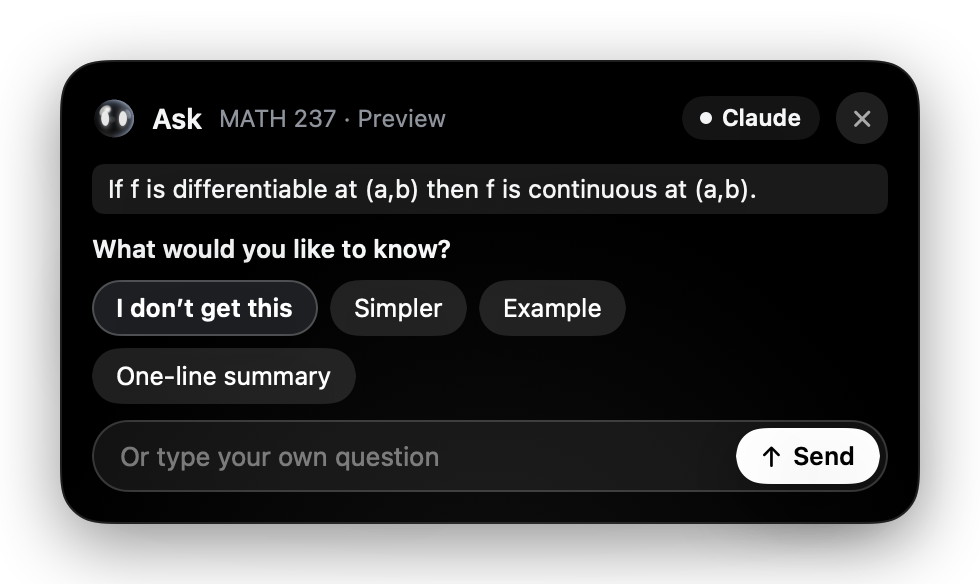 Ask MATH 237 · Preview Claude
If f is differentiable at (a,b) then f is continuous at (a,b).
What would you like to know?
I don’t get this Simpler Example
One-line summary
Or type your own question Send